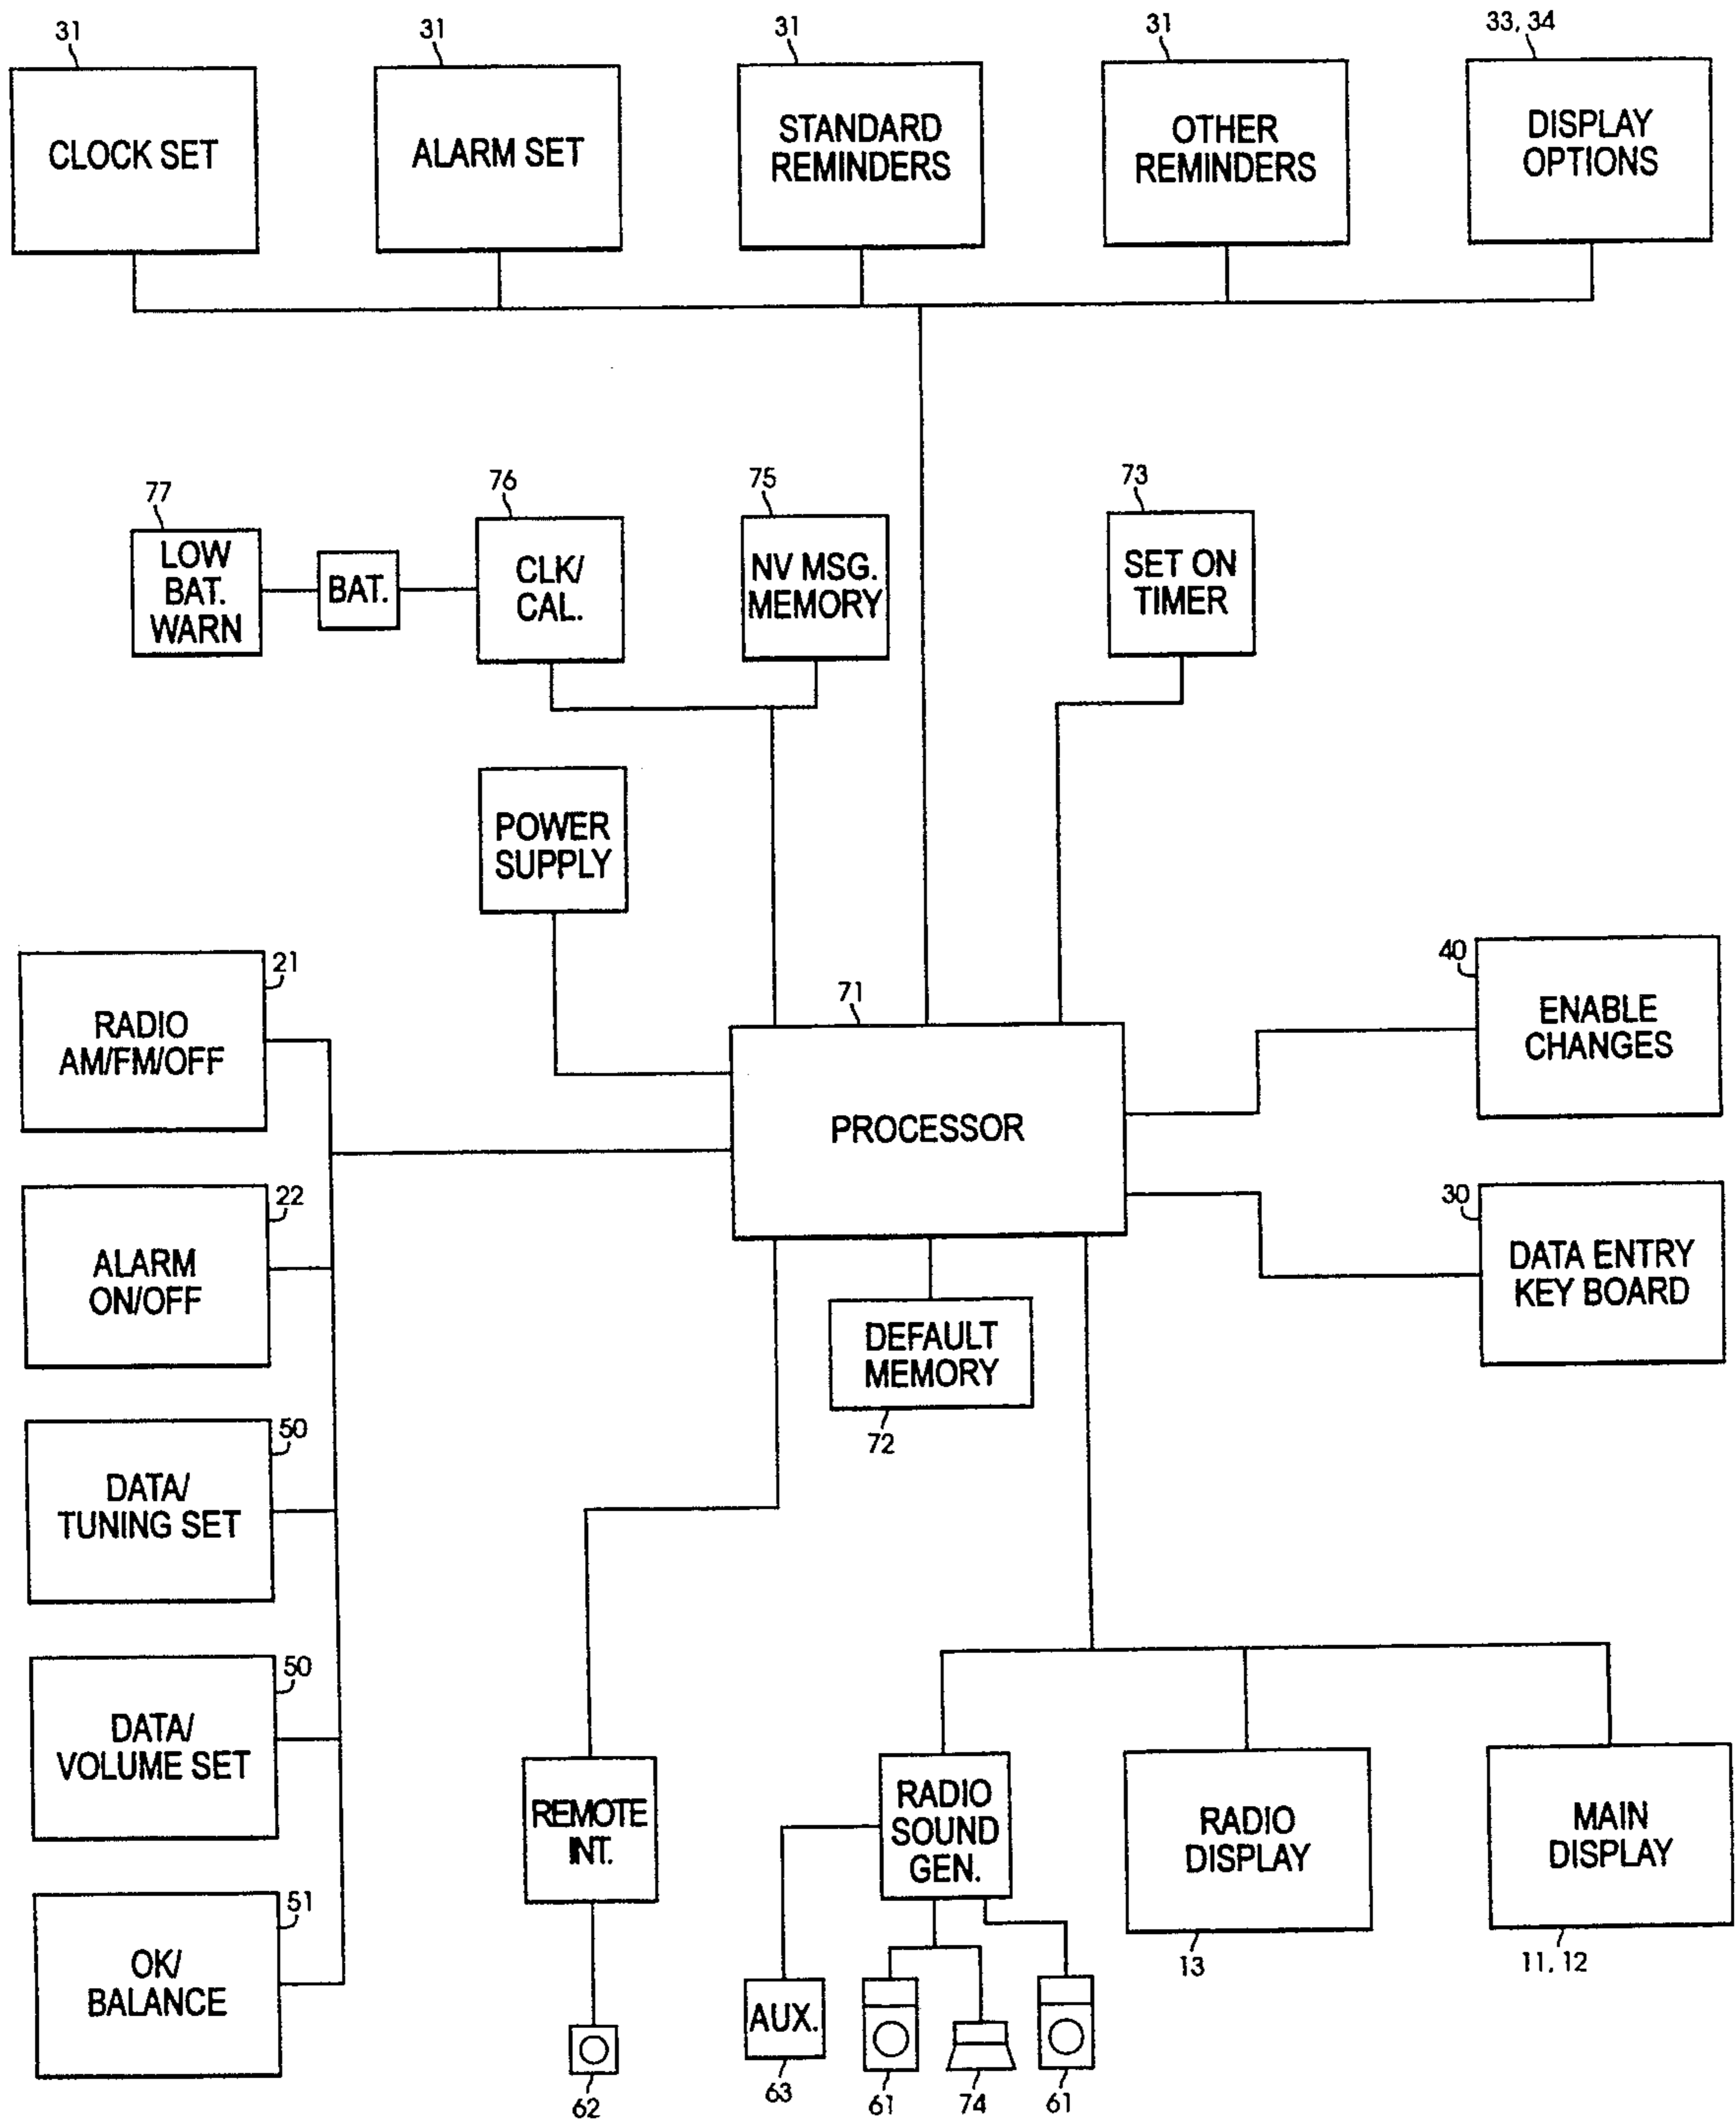 31
31
31
31
33, 34
CLOCK SET
ALARM SET
STANDARD
REMINDERS
OTHER
REMINDERS
DISPLAY
OPTIONS
77
76
75
73
LOW
BAT.
WARN
BAT.
CLK/
CAL.
NV MSG.
MEMORY
SET ON
TIMER
POWER
SUPPLY
21
RADIO
AM/FM/OFF
71
PROCESSOR
40
ENABLE
CHANGES
22
ALARM
ON/OFF
30
DATA ENTRY
KEY BOARD
DEFAULT
MEMORY
72
50
DATA/
TUNING SET
50
DATA/
VOLUME SET
51
OK/
BALANCE
REMOTE
INT.
62
RADIO
SOUND
GEN.
RADIO
DISPLAY
13
MAIN
DISPLAY
11, 12
AUX.
63
61
74
61